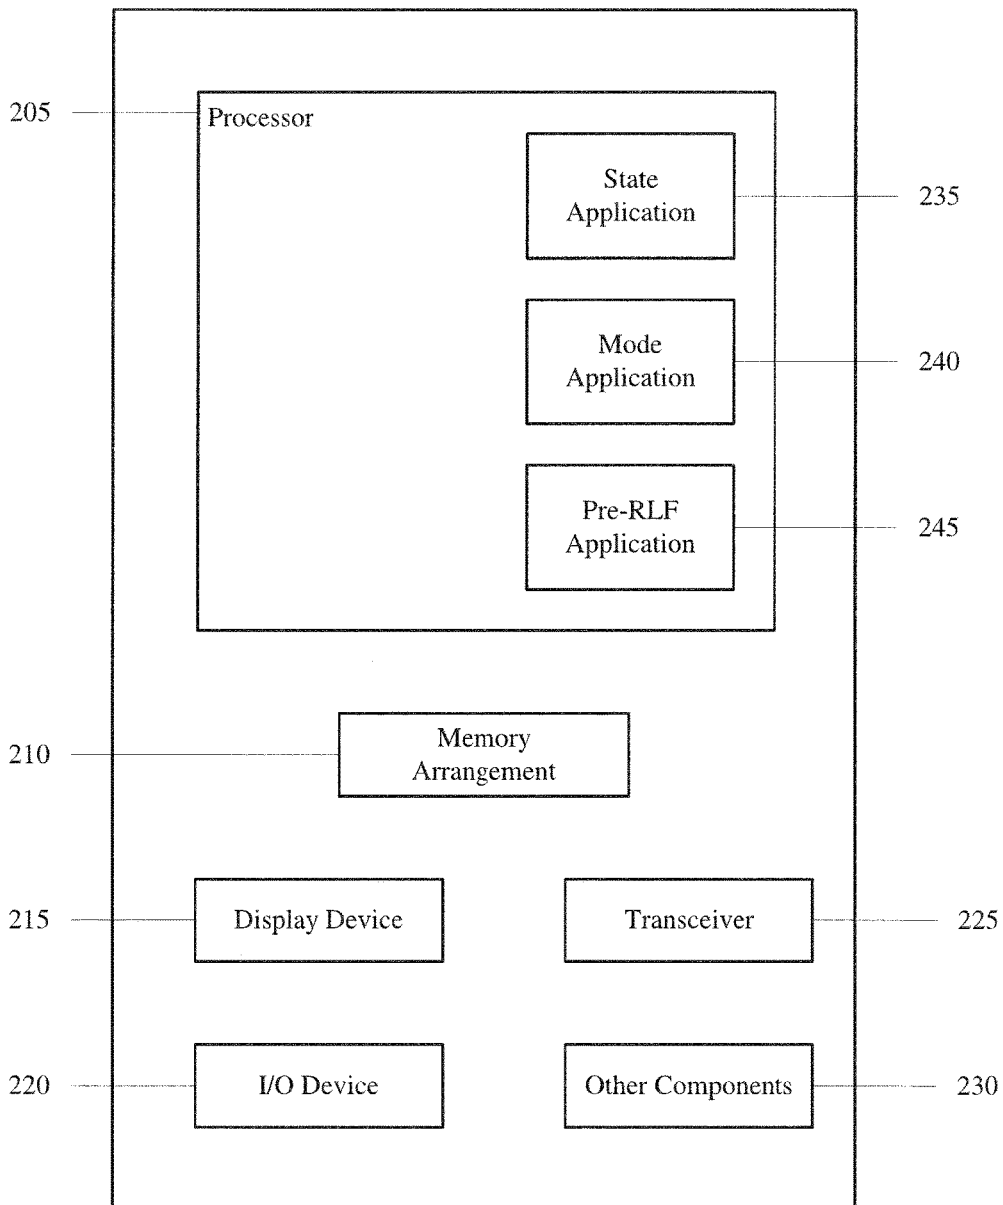 205
Processor
State
Application
235
Mode
Application
240
Pre-RLF
Application
245
210
Memory
Arrangement
215
Display Device
Transceiver
225
220
I/O Device
Other Components
230